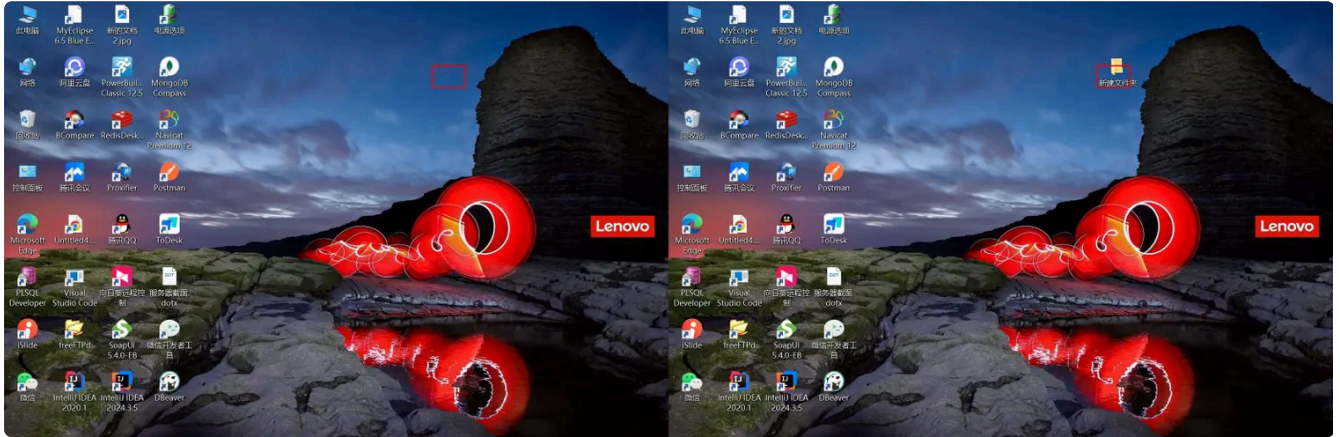 此电脑
MyEclipse
6.5 Blue E...
新的文档
2.jpg
电源选项
网络
阿里云盘
PowerBuil...
Classic 12.5
MongoDB
Compass
回收站
BCompare
RedisDesk...
Navicat
Premium 12
控制面板
腾讯会议
Proxifier
Postman
Microsoft
Edge
Untitled4...
腾讯QQ
ToDesk
Lenovo
PLSQL
Developer
Visual
Studio Code
向日葵远程控
制
DOT
服务器截图.
dotx
iSlide
freeFTPd
SoapUI
5.4.0-EB
微信开发者工
具
微信
IntelliJ IDEA
2020.1
IntelliJ IDEA
2024.3.5
DBeaver
此电脑
MyEclipse
6.5 Blue E...
新的文档
2.jpg
电源选项
网络
阿里云盘
PowerBuil...
Classic 12.5
MongoDB
Compass
新建文件夹
回收站
BCompare
RedisDesk...
Navicat
Premium 12
控制面板
腾讯会议
Proxifier
Postman
Microsoft
Edge
Untitled4...
腾讯QQ
ToDesk
Lenovo
PLSQL
Developer
Visual
Studio Code
向日葵远程控
制
DOT
服务器截图.
dotx
iSlide
freeFTPd
SoapUI
5.4.0-EB
微信开发者工
具
微信
IntelliJ IDEA
2020.1
IntelliJ IDEA
2024.3.5
DBeaver